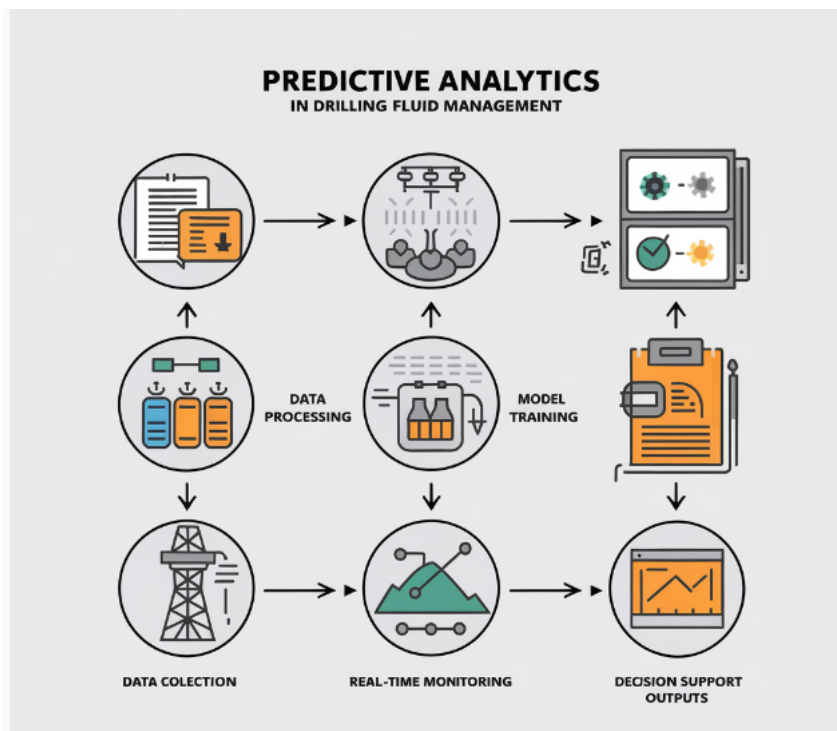 PREDICTIVE ANALYTICS
IN DRILLING FLUID MANAGEMENT
DATA
PROCESSING
MODEL
TRAINING
DATA COLECTION
REAL-TIME MONITORING
DECISION SUPPORT
OUTPUTS